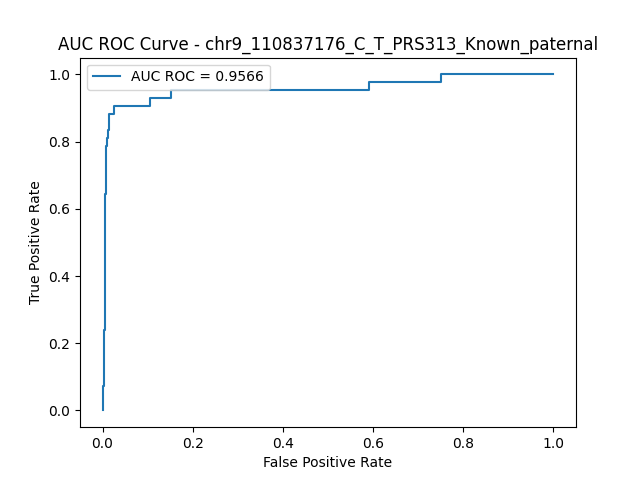 AUC ROC Curve - chr9_110837176_C_T_PRS313_Known_paternal
AUC ROC = 0.9566
True Positive Rate
1.0
0.8
0.6
0.4
0.2
0.0
0.0 0.2 0.4 0.6 0.8 1.0
False Positive Rate